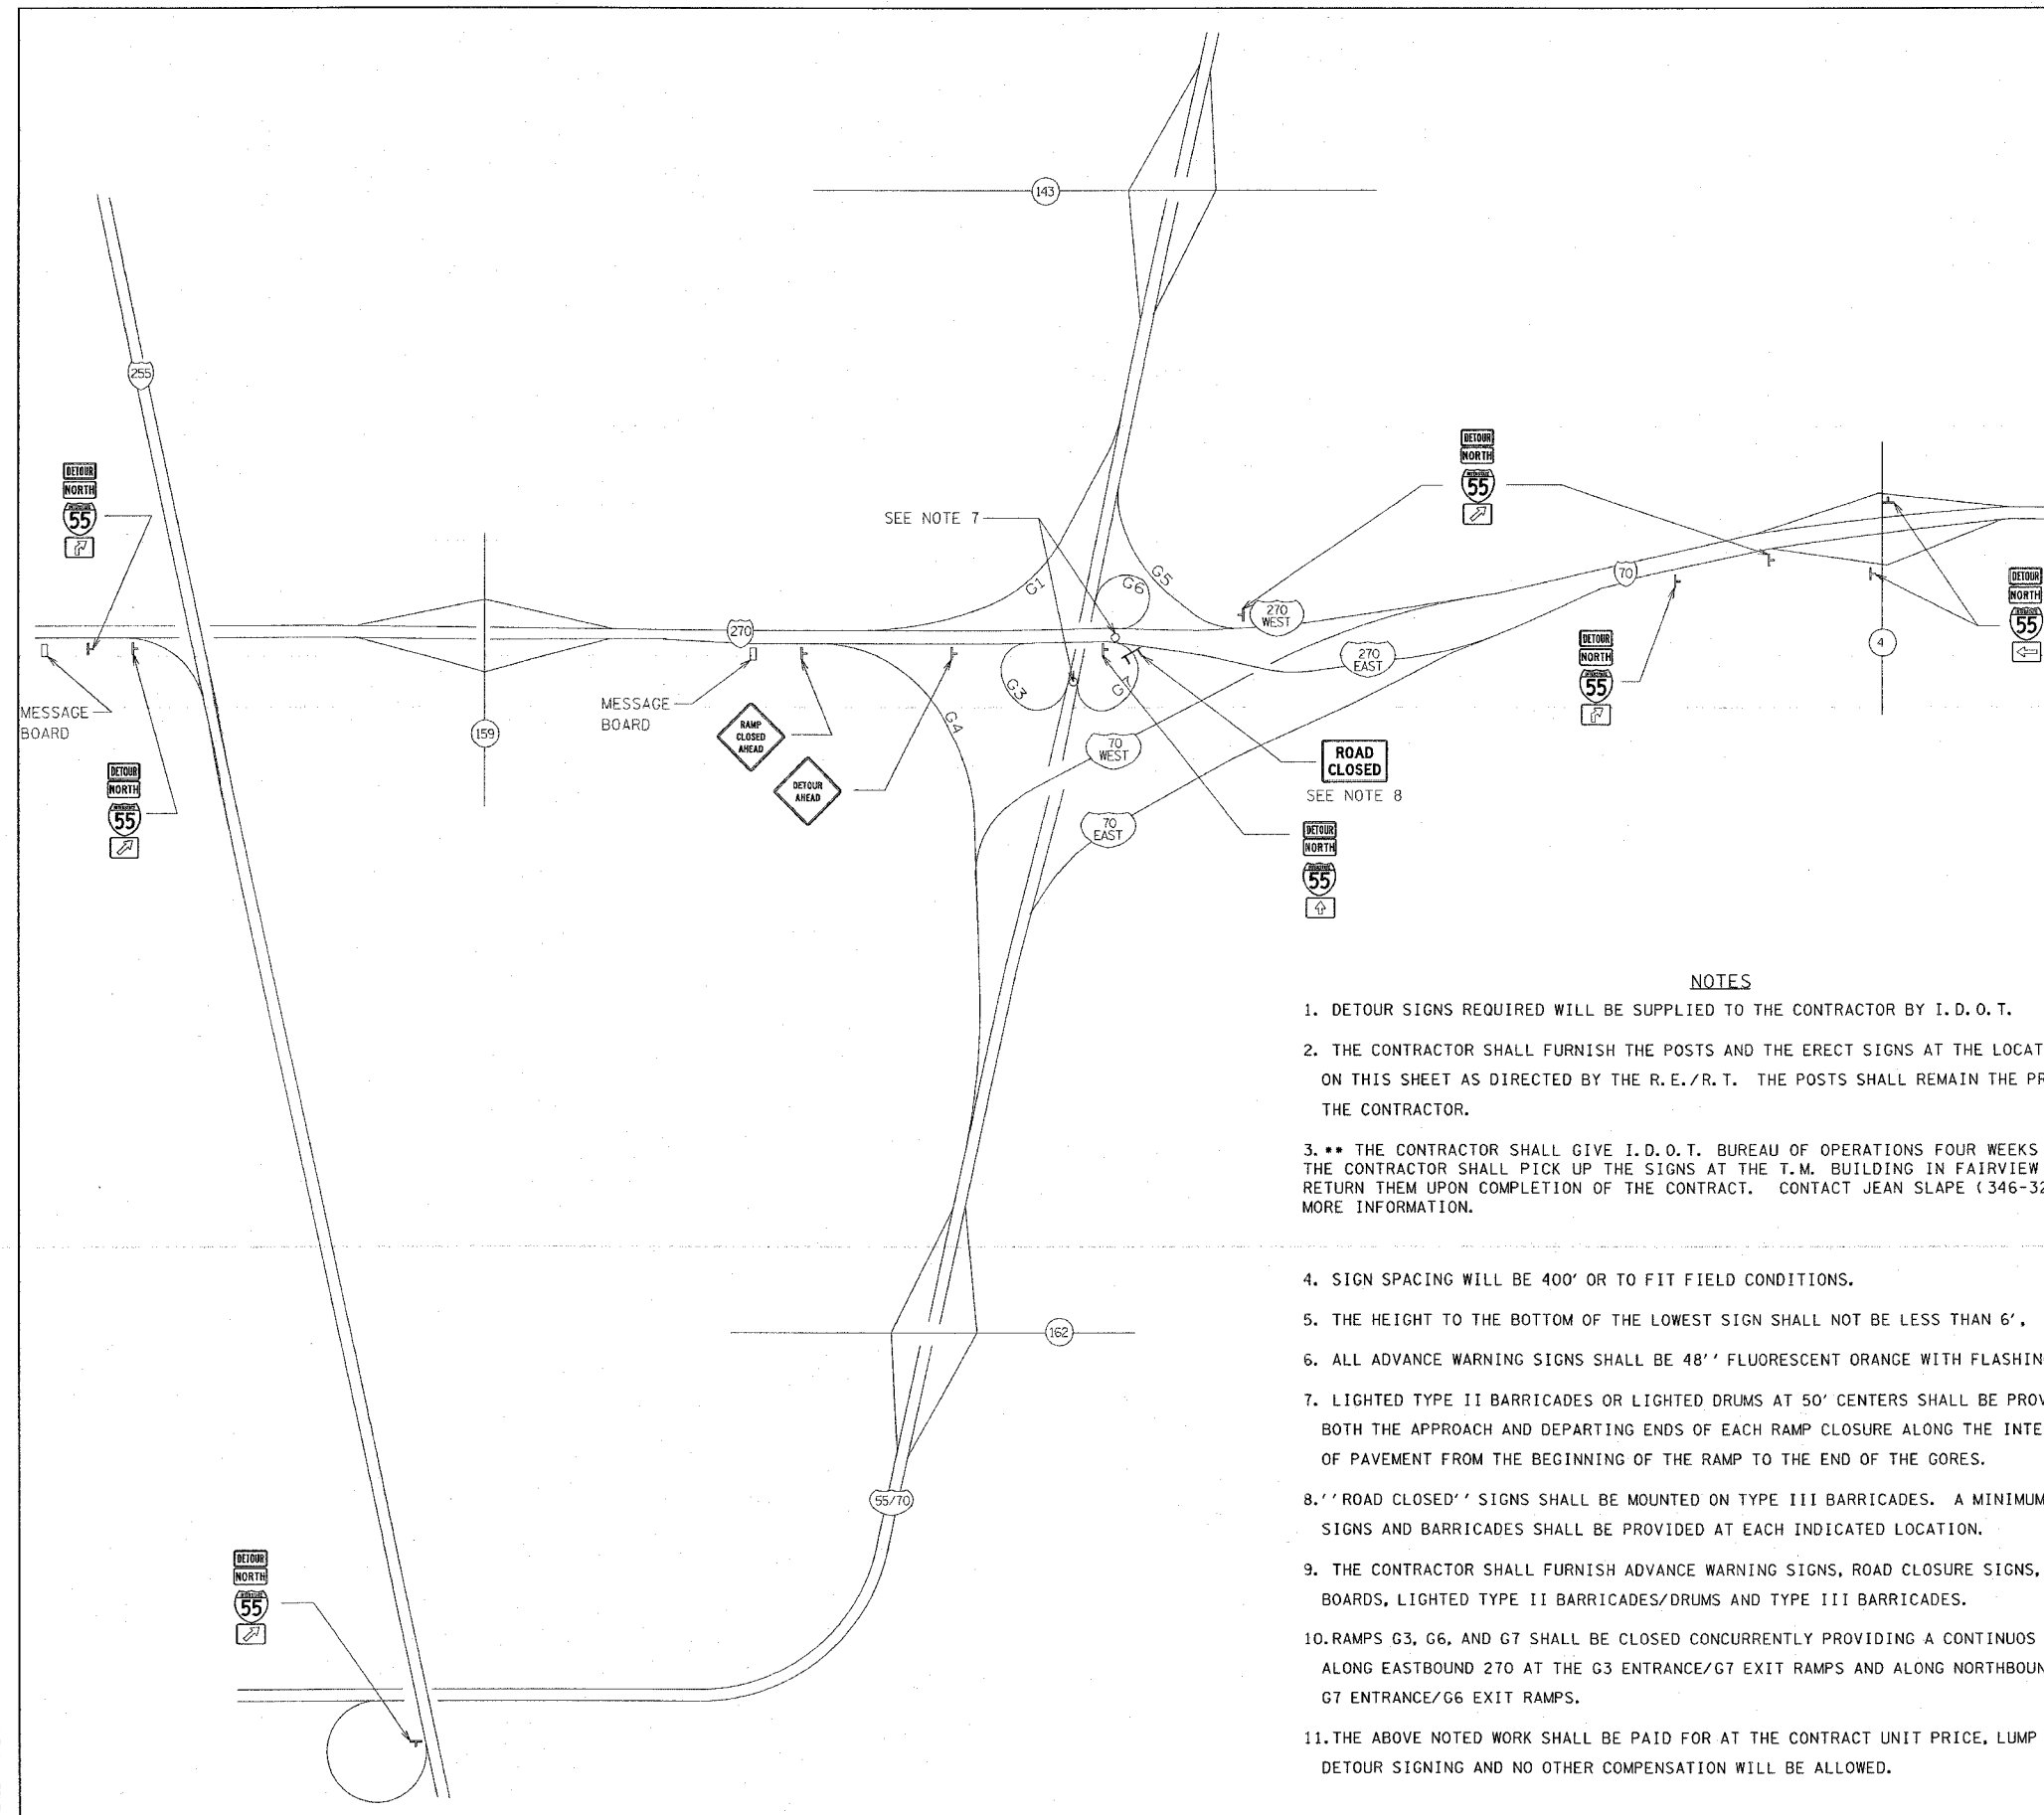 143
255
DETOUR
NORTH
INTERSTATE
55
SEE NOTE 7
G1
G6
G5
DETOUR
NORTH
INTERSTATE
55
70
270
WEST
270
270
EAST
DETOUR
NORTH
INTERSTATE
55
4
DETOUR
NORTH
INTERSTATE
55
MESSAGE
BOARD
159
MESSAGE
BOARD
G3
G7
G4
RAMP
CLOSED
AHEAD
DETOUR
AHEAD
70
WEST
70
EAST
ROAD
CLOSED
SEE NOTE 8
DETOUR
NORTH
INTERSTATE
55
DETOUR
NORTH
INTERSTATE
55
162
55/70
DETOUR
NORTH
INTERSTATE
55
NOTES
1. DETOUR SIGNS REQUIRED WILL BE SUPPLIED TO THE CONTRACTOR BY I.D.O.T.
2. THE CONTRACTOR SHALL FURNISH THE POSTS AND THE ERECT SIGNS AT THE LOCAT
ON THIS SHEET AS DIRECTED BY THE R.E./R.T. THE POSTS SHALL REMAIN THE PR
THE CONTRACTOR.
3. ** THE CONTRACTOR SHALL GIVE I.D.O.T. BUREAU OF OPERATIONS FOUR WEEKS
THE CONTRACTOR SHALL PICK UP THE SIGNS AT THE T.M. BUILDING IN FAIRVIEW
RETURN THEM UPON COMPLETION OF THE CONTRACT. CONTACT JEAN SLAPE (346-32
MORE INFORMATION.
4. SIGN SPACING WILL BE 400' OR TO FIT FIELD CONDITIONS.
5. THE HEIGHT TO THE BOTTOM OF THE LOWEST SIGN SHALL NOT BE LESS THAN 6'.
6. ALL ADVANCE WARNING SIGNS SHALL BE 48'' FLUORESCENT ORANGE WITH FLASHIN
7. LIGHTED TYPE II BARRICADES OR LIGHTED DRUMS AT 50' CENTERS SHALL BE PROV
BOTH THE APPROACH AND DEPARTING ENDS OF EACH RAMP CLOSURE ALONG THE INTE
OF PAVEMENT FROM THE BEGINNING OF THE RAMP TO THE END OF THE GORES.
8. ''ROAD CLOSED'' SIGNS SHALL BE MOUNTED ON TYPE III BARRICADES. A MINIMUM
SIGNS AND BARRICADES SHALL BE PROVIDED AT EACH INDICATED LOCATION.
9. THE CONTRACTOR SHALL FURNISH ADVANCE WARNING SIGNS, ROAD CLOSURE SIGNS,
BOARDS, LIGHTED TYPE II BARRICADES/DRUMS AND TYPE III BARRICADES.
10. RAMPS G3, G6, AND G7 SHALL BE CLOSED CONCURRENTLY PROVIDING A CONTINUOS
ALONG EASTBOUND 270 AT THE G3 ENTRANCE/G7 EXIT RAMPS AND ALONG NORTHBOUN
G7 ENTRANCE/G6 EXIT RAMPS.
11. THE ABOVE NOTED WORK SHALL BE PAID FOR AT THE CONTRACT UNIT PRICE, LUMP
DETOUR SIGNING AND NO OTHER COMPENSATION WILL BE ALLOWED.